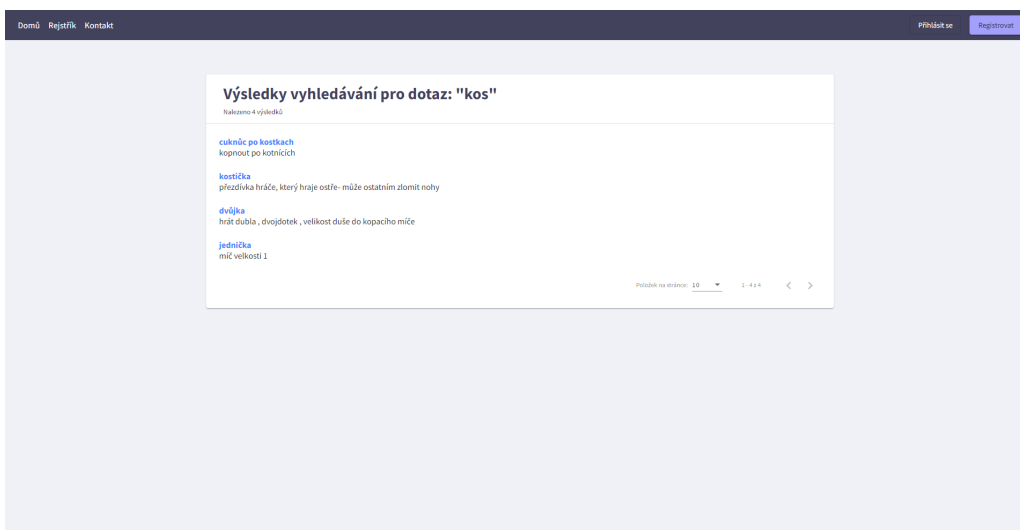 Domů Rejstřík Kontakt Přihlásit se Registrovat
Výsledky vyhledávání pro dotaz: "kos"
Nalezeno 4 výsledků
cuknůc po kostkach
kopnout po kotnících
kostička
přezdívka hráče, který hraje ostře- může ostatním zlomit nohy
dvůjka
hrát dubla , dvojdotek , velikost duše do kopacího míče
jednička
míč velkosti 1
Položek na stránce: 10 1 - 4 z 4